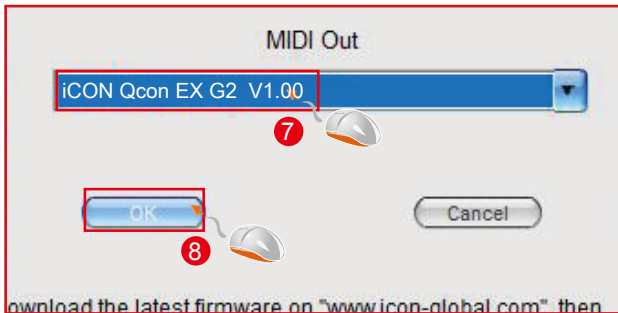 MIDI Out
iCON Qcon EX G2 V1.00
7
OK
Cancel
8
ownload the latest firmware on "www.icon-global.com", then